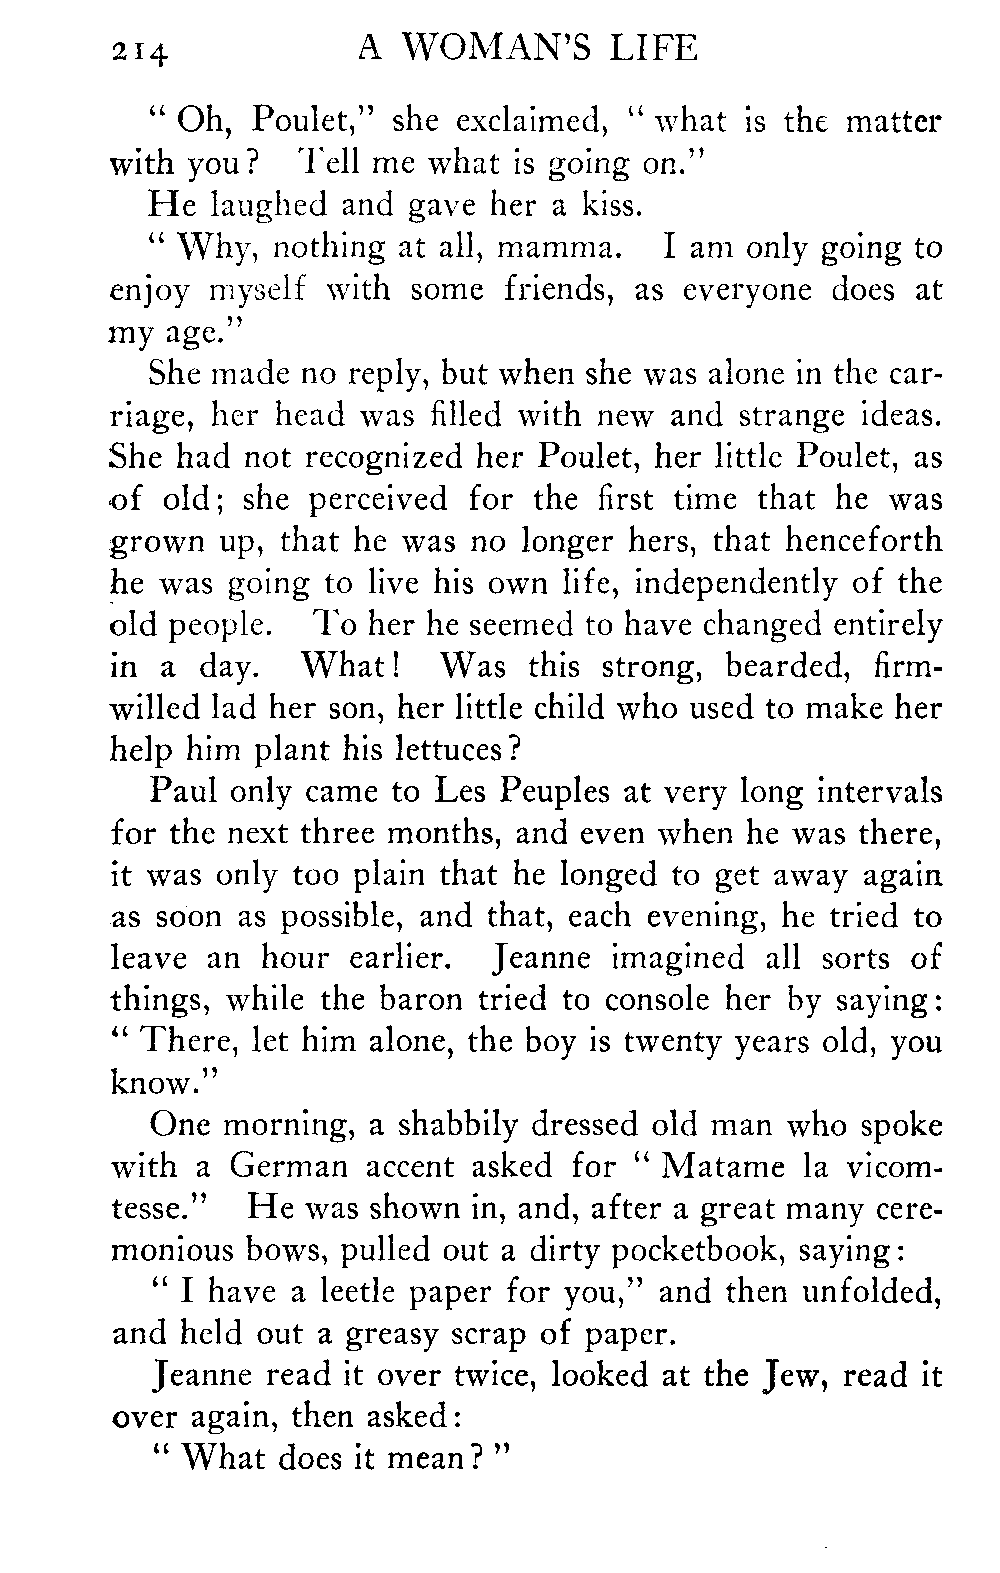 214 A WOMAN'S LIFE
" Oh, Poulet," she exclaimed, " what is the matter
with you? Tell me what is going on."
He laughed and gave her a kiss.
" Why, nothing at all, mamma. I am only going to
enjoy myself with some friends, as everyone does at
my age."
She made no reply, but when she was alone in the car-
riage, her head was filled with new and strange ideas.
She had not recognized her Poulet, her little Poulet, as
of old; she perceived for the first time that he was
grown up, that he was no longer hers, that henceforth
he was going to live his own life, independently of the
old people. To her he seemed to have changed entirely
in a day. What! Was this strong, bearded, firm-
willed lad her son, her little child who used to make her
help him plant his lettuces?
Paul only came to Les Peuples at very long intervals
for the next three months, and even when he was there,
it was only too plain that he longed to get away again
as soon as possible, and that, each evening, he tried to
leave an hour earlier. Jeanne imagined all sorts of
things, while the baron tried to console her by saying:
" There, let him alone, the boy is twenty years old, you
know."
One morning, a shabbily dressed old man who spoke
with a German accent asked for " Matame la vicom-
tesse." He was shown in, and, after a great many cere-
monious bows, pulled out a dirty pocketbook, saying:
" I have a leetle paper for you," and then unfolded,
and held out a greasy scrap of paper.
Jeanne read it over twice, looked at the Jew, read it
over again, then asked:
" What does it mean? "